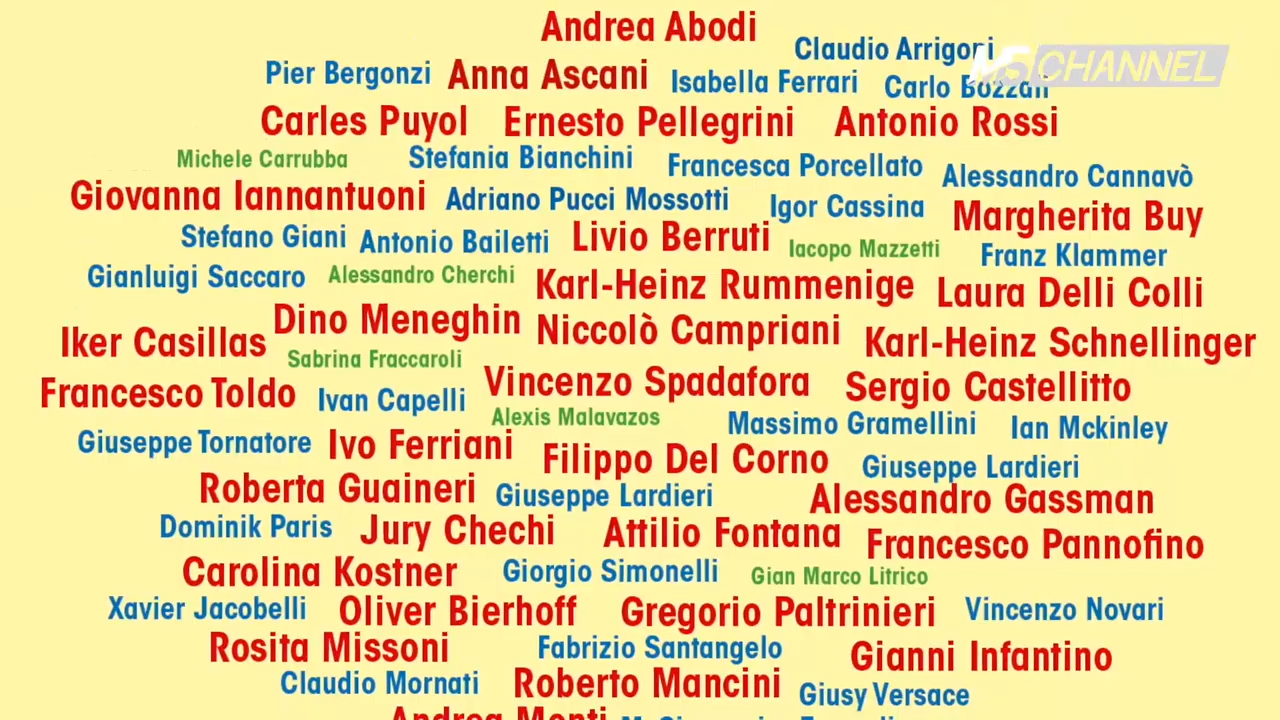 Andrea Abodi
Claudio Arrigoni
M5 CHANNEL
Pier Bergonzi Anna Ascani Isabella Ferrari Carlo Bozzali
Carles Puyol Ernesto Pellegrini Antonio Rossi
Michele Carrubba Stefania Bianchini Francesca Porcellato Alessandro Cannavò
Giovanna Iannantuoni Adriano Pucci Mossotti Igor Cassina Margherita Buy
Stefano Giani Antonio Bailetti Livio Berruti Iacopo Mazzetti Franz Klammer
Gianluigi Saccaro Alessandro Cherchi Karl-Heinz Rummenige Laura Delli Colli
Iker Casillas Dino Meneghin Niccolò Campriani Karl-Heinz Schnellinger
Sabrina Fraccaroli
Francesco Toldo Ivan Capelli Vincenzo Spadafora Sergio Castellitto
Alexis Malavazos Massimo Gramellini Ian Mckinley
Giuseppe Tornatore Ivo Ferriani Filippo Del Corno Giuseppe Lardieri
Roberta Guaineri Giuseppe Lardieri Alessandro Gassman
Dominik Paris Jury Chechi Attilio Fontana Francesco Pannofino
Carolina Kostner Giorgio Simonelli Gian Marco Litrico
Xavier Jacobelli Oliver Bierhoff Gregorio Paltrinieri Vincenzo Novari
Rosita Missoni Fabrizio Santangelo Gianni Infantino
Claudio Mornati Roberto Mancini Giusy Versace
Andrea Monti